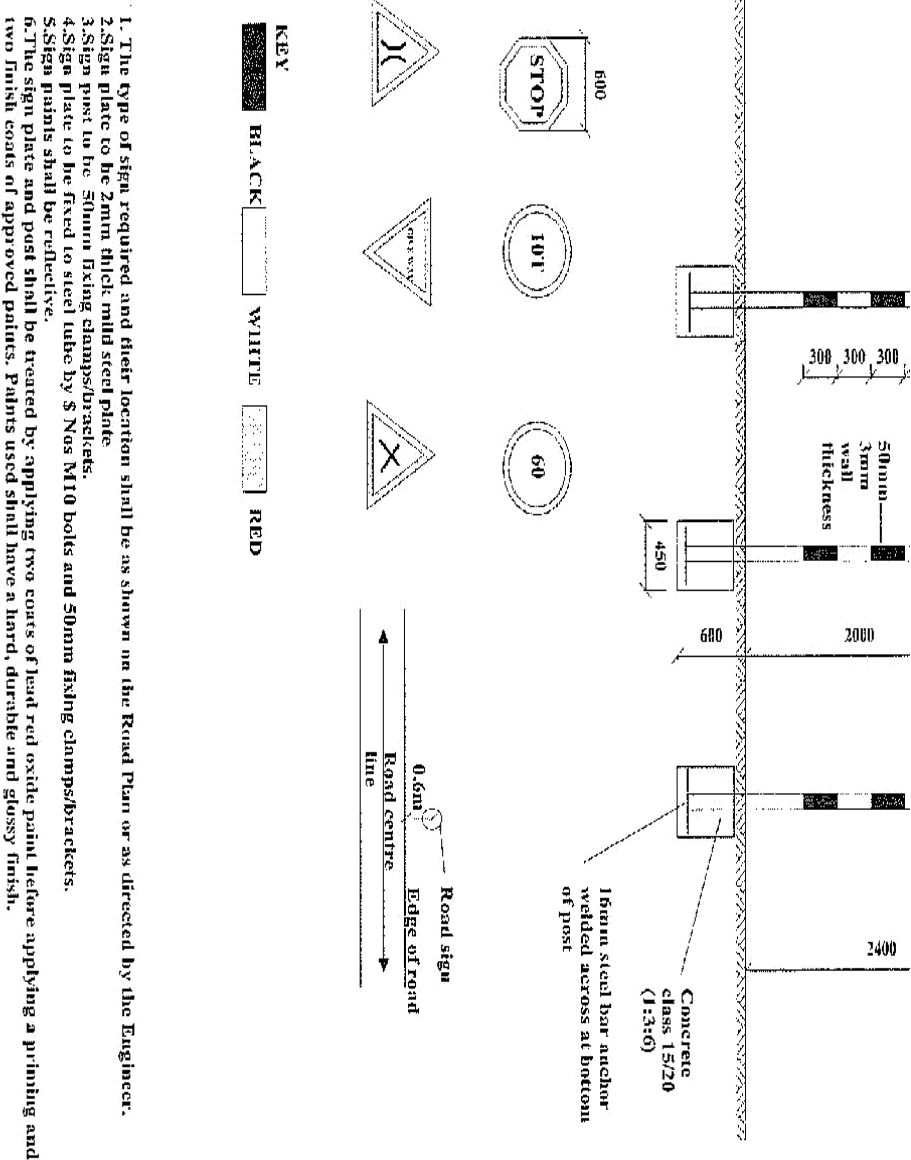 300 300 300
50mm
3mm
wall
thickness
450
600
2000
2400
16mm steel bar anchor
welded across at bottom
of post
Concrete
class 15/20
(1:3:6)
600
STOP
10T
60
GIVE WAY
Road sign
0.6m
Edge of road
Road centre
line
KEY
BLACK
WHITE
RED
1. The type of sign required and their location shall be as shown on the Road Plan or as directed by the Engineer.
2.Sign plate to be 2mm thick mild steel plate
3.Sign post to be 50mm fixing clamps/brackets.
4.Sign plate to be fixed to steel tube by $ Nos M10 bolts and 50mm fixing clamps/brackets.
5.Sign paints shall be reflective.
6.The sign plate and post shall be treated by applying two coats of lead red oxide paint before applying a priming and
two finish coats of approved paints. Paints used shall have a hard, durable and glossy finish.